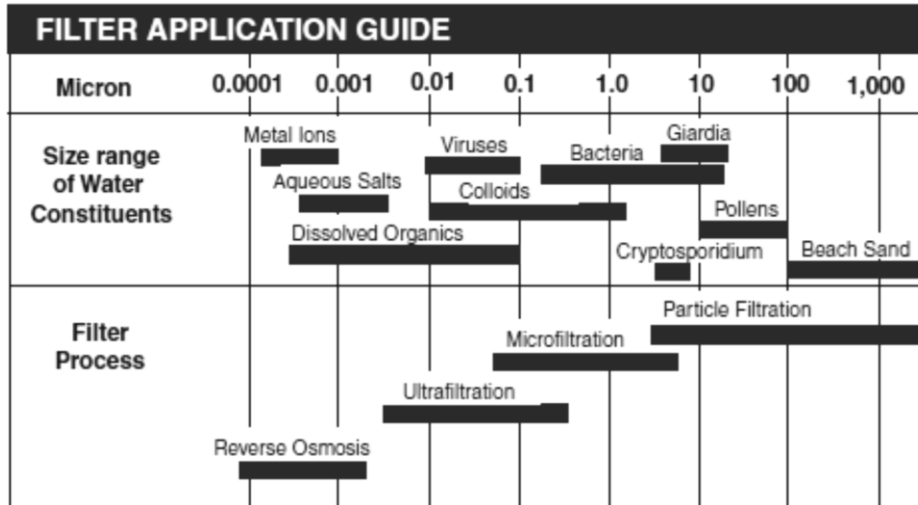 FILTER APPLICATION GUIDE
Micron 0.0001 0.001 0.01 0.1 1.0 10 100 1,000
Size range
of Water
Constituents
Metal Ions
Viruses
Giardia
Bacteria
Aqueous Salts
Colloids
Pollens
Dissolved Organics
Cryptosporidium
Beach Sand
Filter
Process
Particle Filtration
Microfiltration
Ultrafiltration
Reverse Osmosis